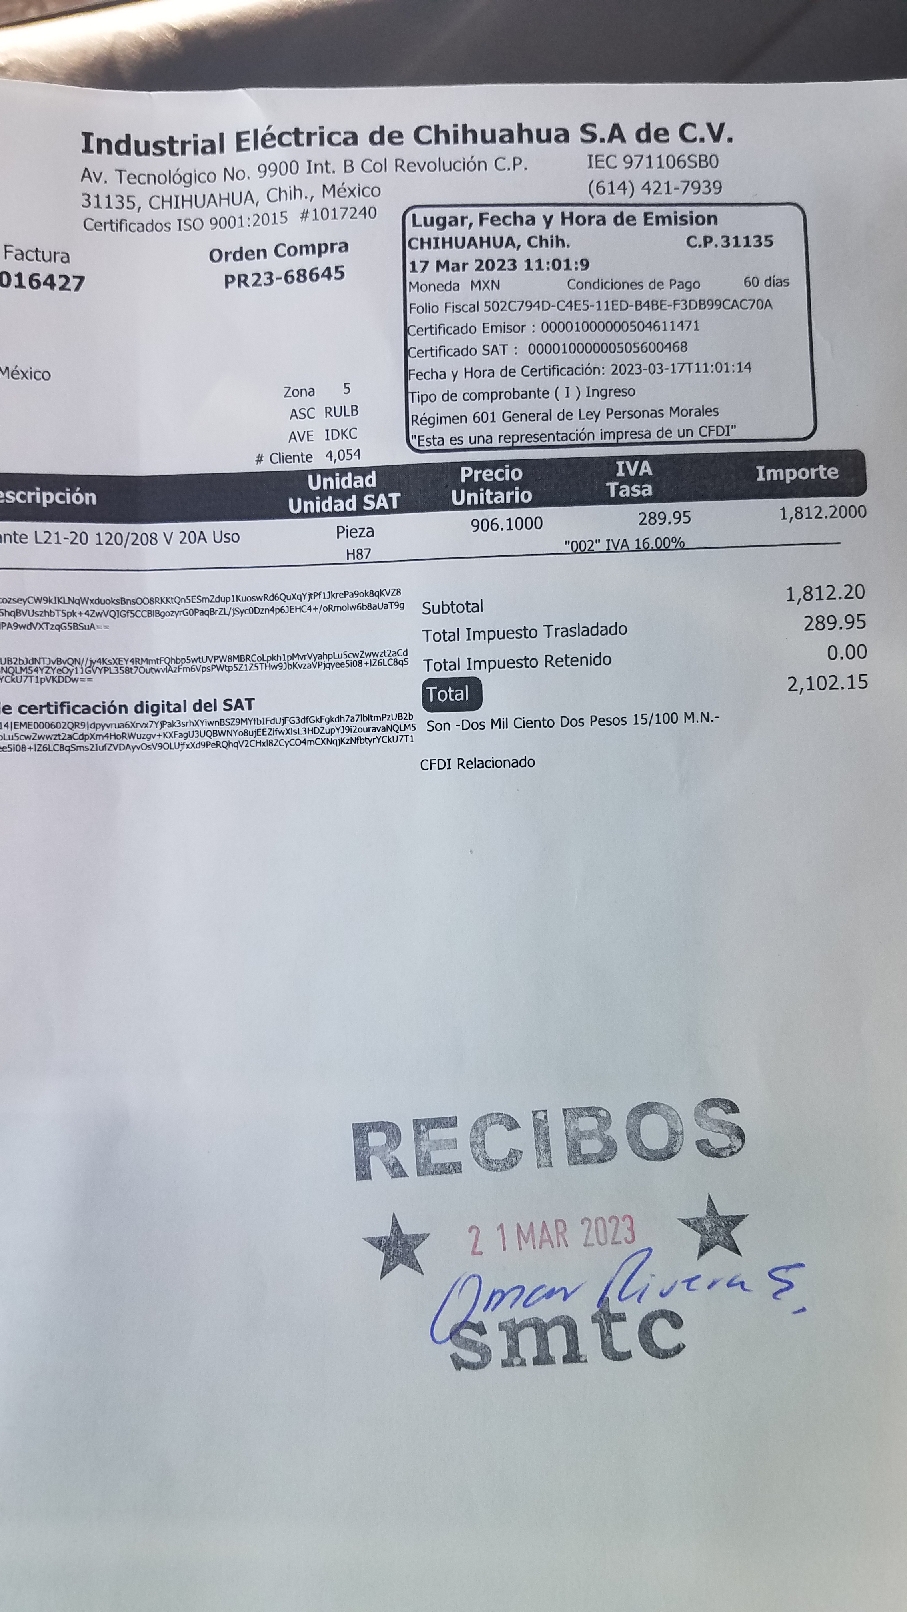 Industrial Eléctrica de Chihuahua S.A de C.V.
Av. Tecnológico No. 9900 Int. B Col Revolución C.P.
31135, CHIHUAHUA, Chih., México
Certificados ISO 9001:2015 #1017240
IEC 971106SB0
(614) 421-7939
Factura
016427
Orden Compra
PR23-68645
Lugar, Fecha y Hora de Emision
CHIHUAHUA, Chih. C.P.31135
17 Mar 2023 11:01:9
Moneda MXN Condiciones de Pago 60 días
Folio Fiscal 502C794D-C4E5-11ED-B4BE-F3DB99CAC70A
Certificado Emisor : 00001000000504611471
Certificado SAT : 00001000000505600468
Fecha y Hora de Certificación: 2023-03-17T11:01:14
Tipo de comprobante ( I ) Ingreso
Régimen 601 General de Ley Personas Morales
"Esta es una representación impresa de un CFDI"
México
Zona 5
ASC RULB
AVE IDKC
# Cliente 4,054
escripción Unidad Precio IVA Importe
Unidad SAT Unitario Tasa
ante L21-20 120/208 V 20A Uso Pieza 906.1000 289.95 1,812.2000
H87 "002" IVA 16.00%
Subtotal 1,812.20
Total Impuesto Trasladado 289.95
Total Impuesto Retenido 0.00
Total 2,102.15
Son -Dos Mil Ciento Dos Pesos 15/100 M.N.-
CFDI Relacionado
e certificación digital del SAT
RECIBOS
21 MAR 2023
Omar Rivera S.
smtc